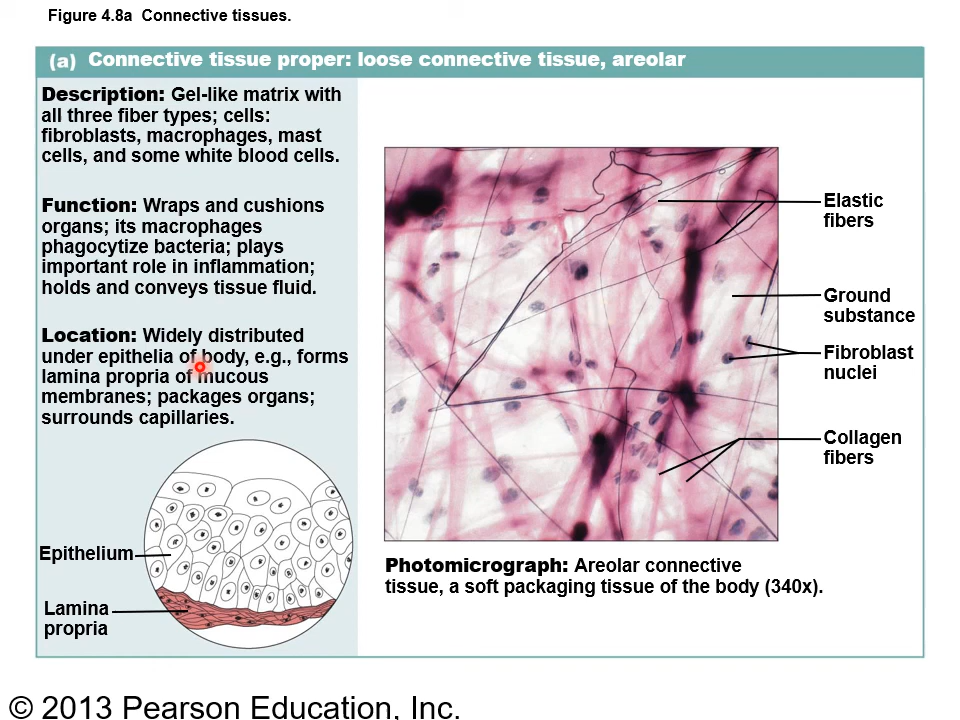 Figure 4.8a Connective tissues.
(a) Connective tissue proper: loose connective tissue, areolar
Description: Gel-like matrix with
all three fiber types; cells:
fibroblasts, macrophages, mast
cells, and some white blood cells.
Function: Wraps and cushions
organs; its macrophages
phagocytize bacteria; plays
important role in inflammation;
holds and conveys tissue fluid.
Location: Widely distributed
under epithelia of body, e.g., forms
lamina propria of mucous
membranes; packages organs;
surrounds capillaries.
Epithelium
Lamina
propria
Elastic
fibers
Ground
substance
Fibroblast
nuclei
Collagen
fibers
Photomicrograph: Areolar connective
tissue, a soft packaging tissue of the body (340x).
© 2013 Pearson Education, Inc.